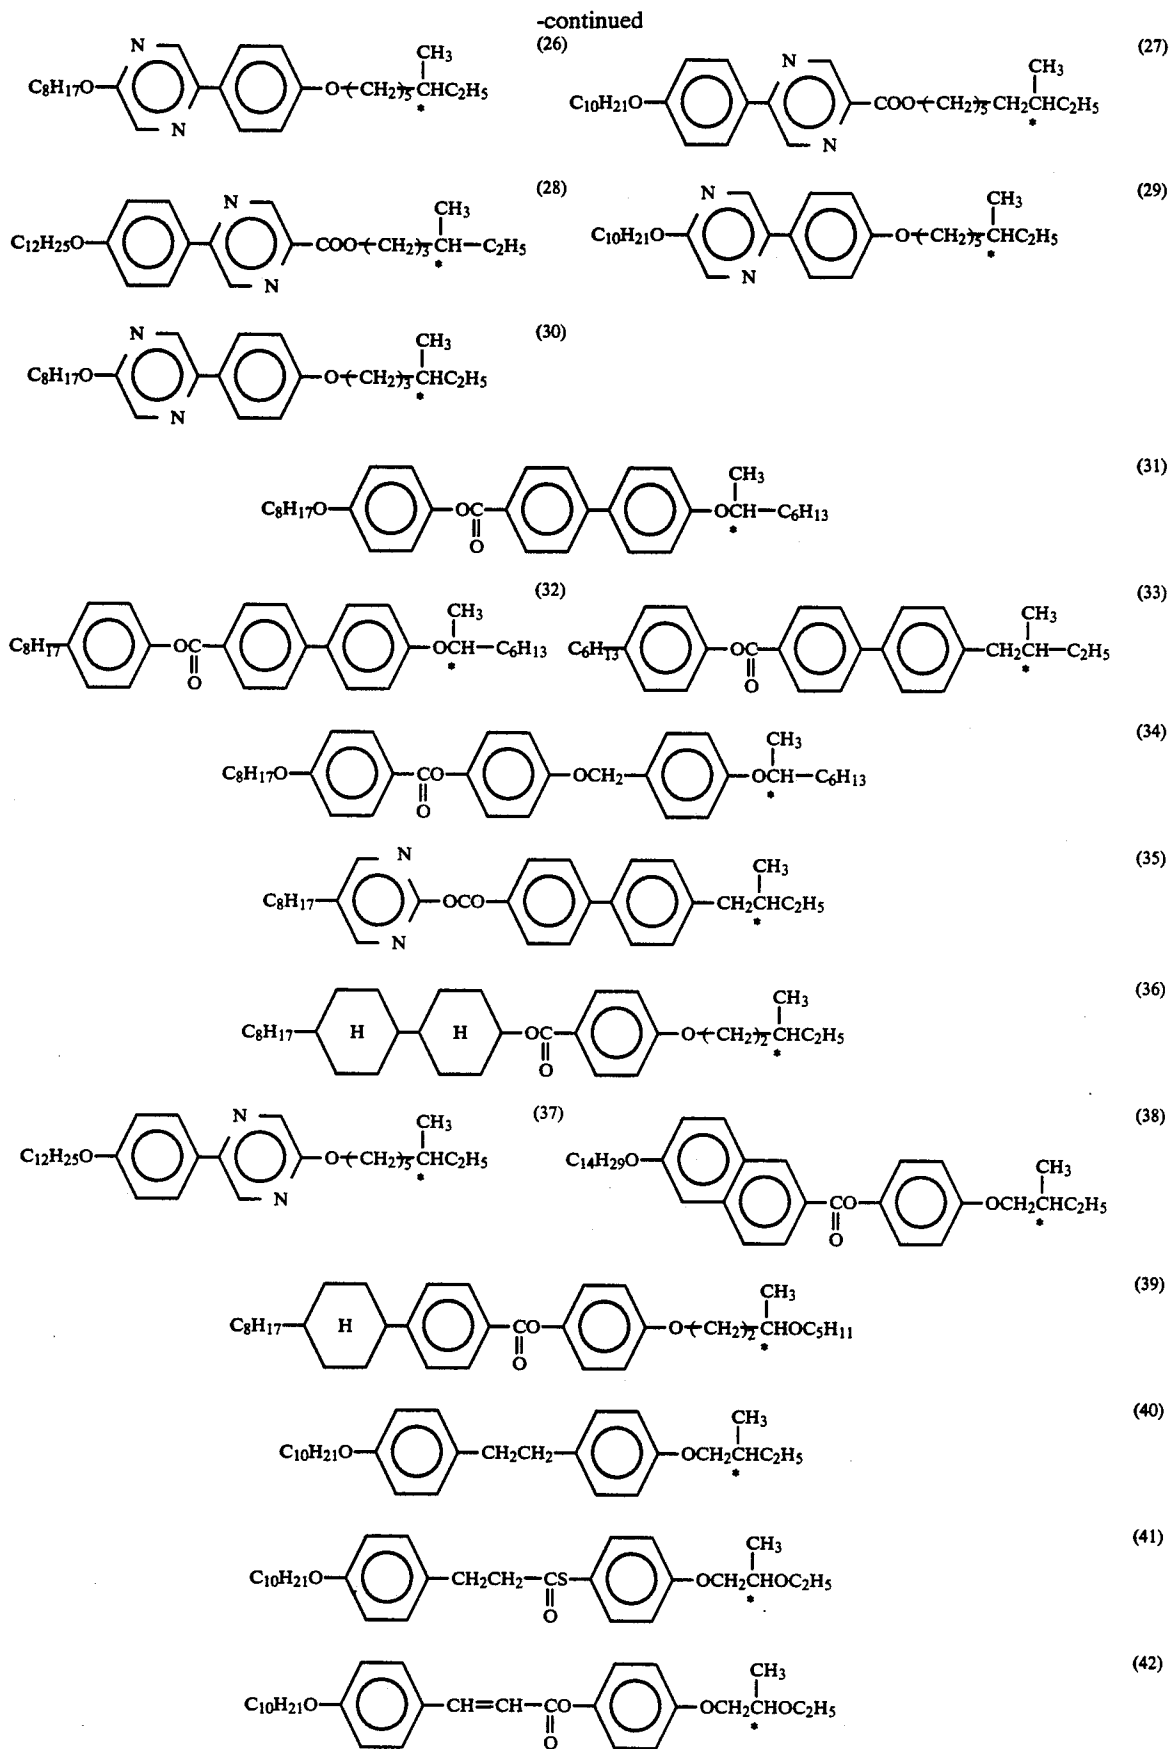 -continued
(26)
CH3
C8H17O N N O-(CH2)5CHC2H5
*
(27)
CH3
C10H21O N N COO-(CH2)5 CH2CHC2H5
*
(28)
CH3
C12H25O N N COO-(CH2)3CH-C2H5
*
(29)
CH3
C10H21O N N O-(CH2)5CHC2H5
*
(30)
CH3
C8H17O N N O-(CH2)3CHC2H5
*
(31)
CH3
C8H17O OC OCH C6H13
O *
(32)
CH3
C8H17 OC OCH C6H13
O *
(33)
CH3
C6H13 OC CH2CH C2H5
O *
(34)
CH3
C8H17O CO OCH2 OCH C6H13
O *
(35)
CH3
C8H17 N N OCO CH2CHC2H5
*
(36)
CH3
C8H17 H H OC O-(CH2)2CHC2H5
O *
(37)
CH3
C12H25O N N O-(CH2)5CHC2H5
*
(38)
CH3
C14H29O CO OCH2CHC2H5
O *
(39)
CH3
C8H17 H CO O-(CH2)2CHOC5H11
O *
(40)
CH3
C10H21O CH2CH2 OCH2CHC2H5
*
(41)
CH3
C10H21O CH2CH2 CS OCH2CHOC2H5
O *
(42)
CH3
C10H21O CH=CH CO OCH2CHOC2H5
O *